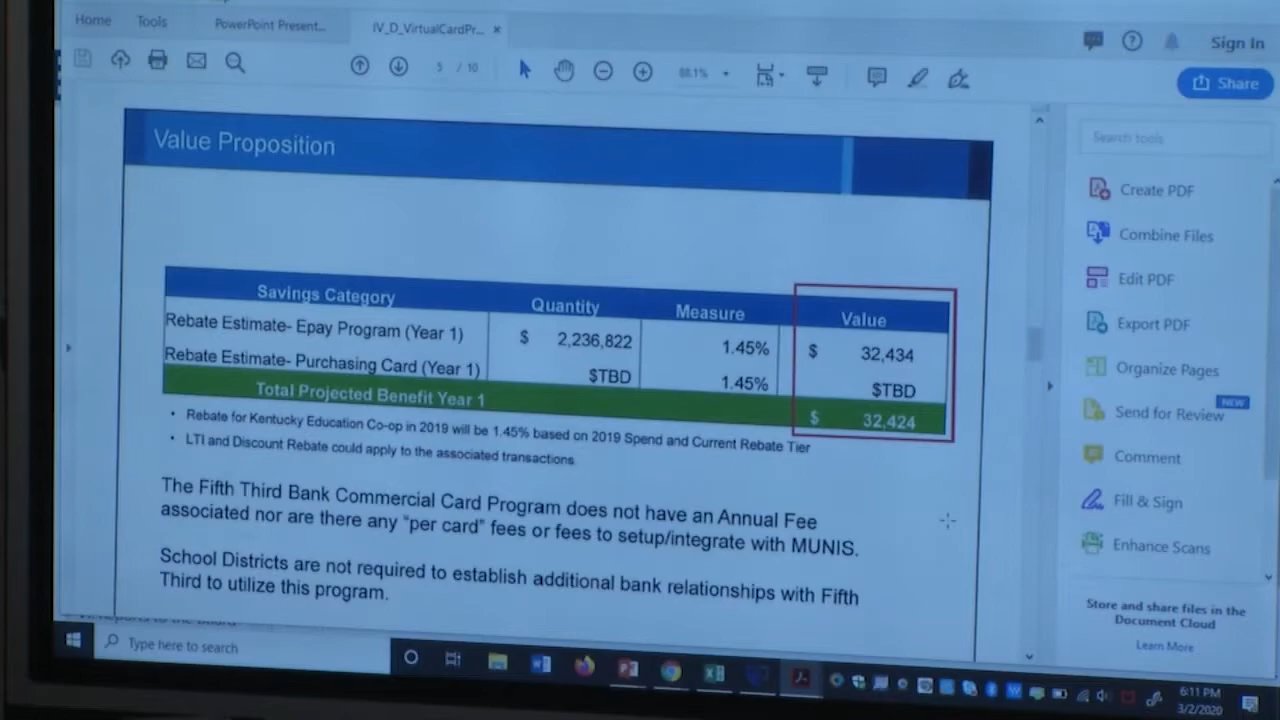 Home Tools PowerPoint Present... IV_D_VirtualCardPr... ×
Sign In
5 / 10 88.1%
Share
Value Proposition
Search tools
Create PDF
Combine Files
Edit PDF
Export PDF
Organize Pages
Send for Review NEW
Comment
Fill & Sign
Enhance Scans
Store and share files in the
Document Cloud
Learn More
Savings Category Quantity Measure Value
Rebate Estimate- Epay Program (Year 1) $ 2,236,822 1.45% $ 32,434
Rebate Estimate- Purchasing Card (Year 1) $TBD 1.45% $TBD
Total Projected Benefit Year 1 $ 32,424
• Rebate for Kentucky Education Co-op in 2019 will be 1.45% based on 2019 Spend and Current Rebate Tier
• LTI and Discount Rebate could apply to the associated transactions
The Fifth Third Bank Commercial Card Program does not have an Annual Fee
associated nor are there any "per card" fees or fees to setup/integrate with MUNIS.
School Districts are not required to establish additional bank relationships with Fifth
Third to utilize this program.
Type here to search
6:11 PM
3/2/2020